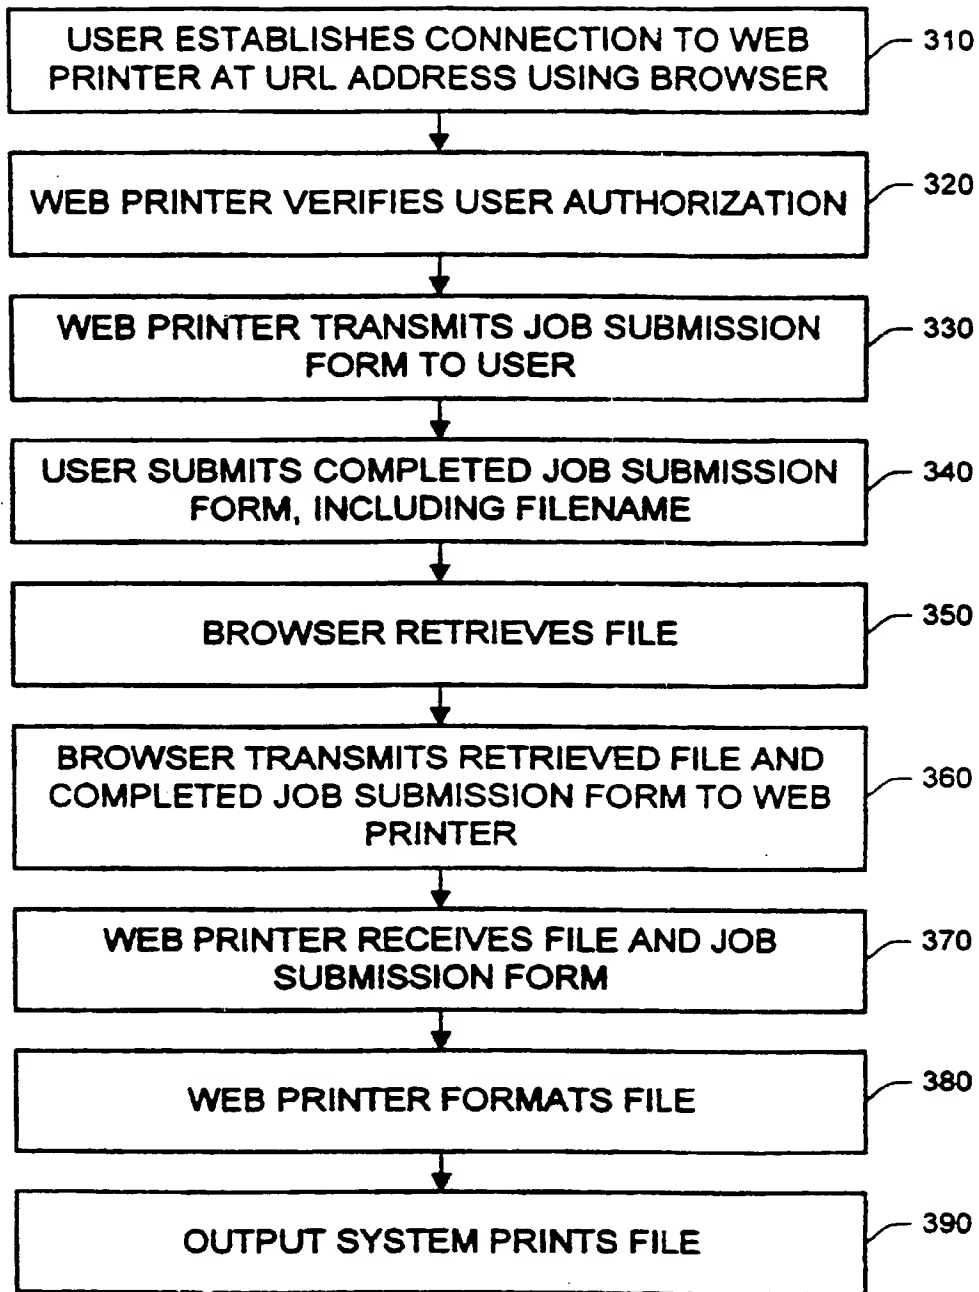 USER ESTABLISHES CONNECTION TO WEB
PRINTER AT URL ADDRESS USING BROWSER
310
WEB PRINTER VERIFIES USER AUTHORIZATION
320
WEB PRINTER TRANSMITS JOB SUBMISSION
FORM TO USER
330
USER SUBMITS COMPLETED JOB SUBMISSION
FORM, INCLUDING FILENAME
340
BROWSER RETRIEVES FILE
350
BROWSER TRANSMITS RETRIEVED FILE AND
COMPLETED JOB SUBMISSION FORM TO WEB
PRINTER
360
WEB PRINTER RECEIVES FILE AND JOB
SUBMISSION FORM
370
WEB PRINTER FORMATS FILE
380
OUTPUT SYSTEM PRINTS FILE
390